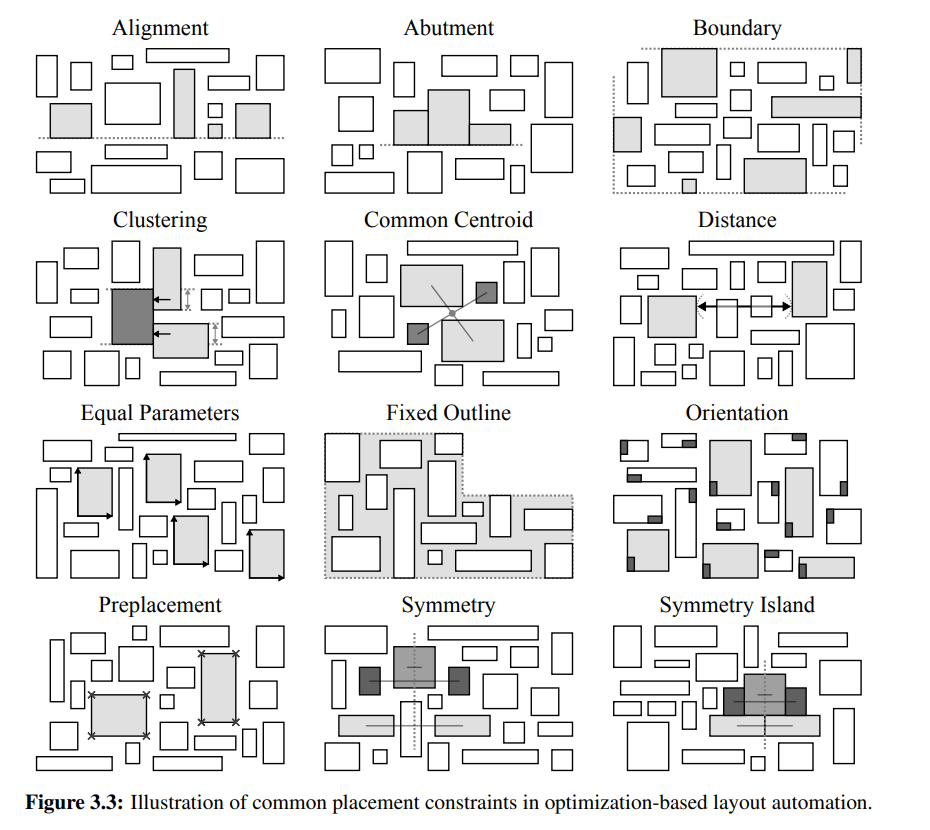 Alignment
Abutment
Boundary
Clustering
Common Centroid
Distance
Equal Parameters
Fixed Outline
Orientation
Preplacement
Symmetry
Symmetry Island
Figure 3.3: Illustration of common placement constraints in optimization-based layout automation.